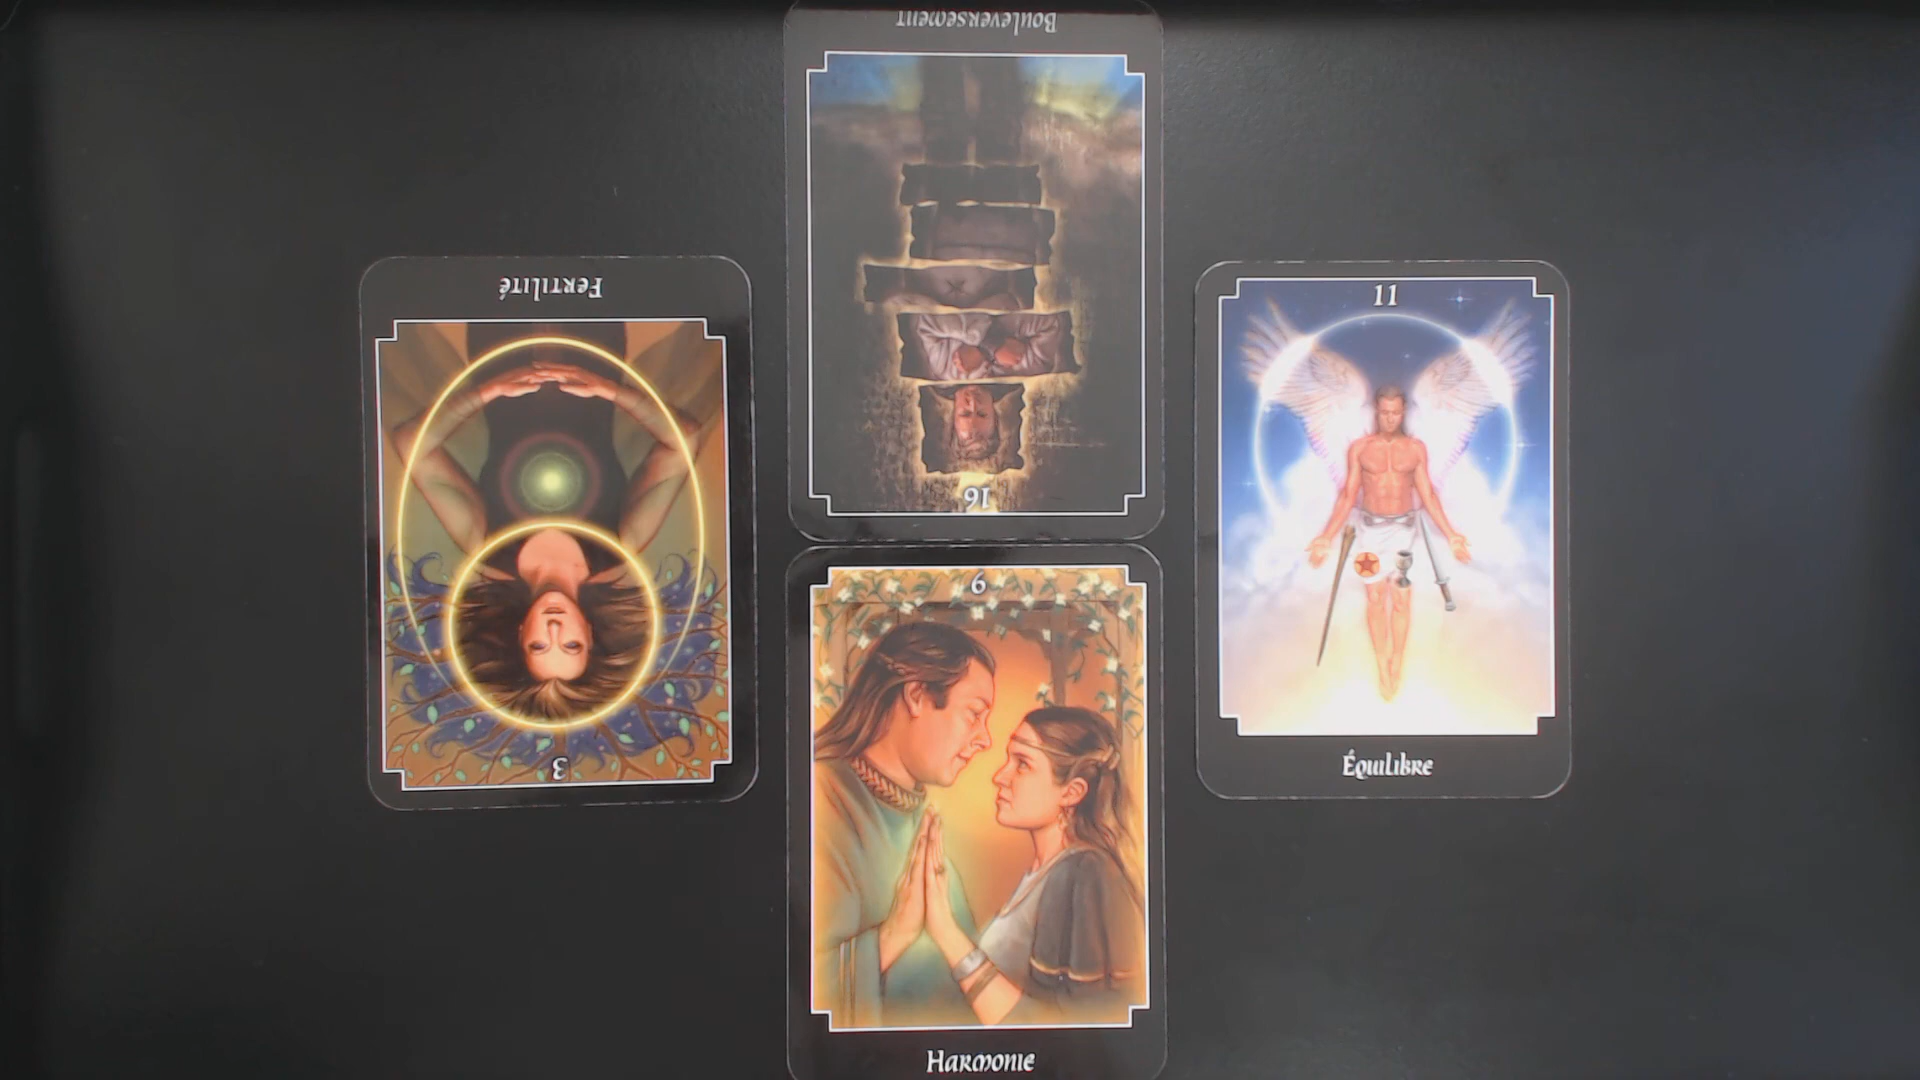 Bouleversement
16
Fertilité
3
11
Équilibre
6
Harmonie